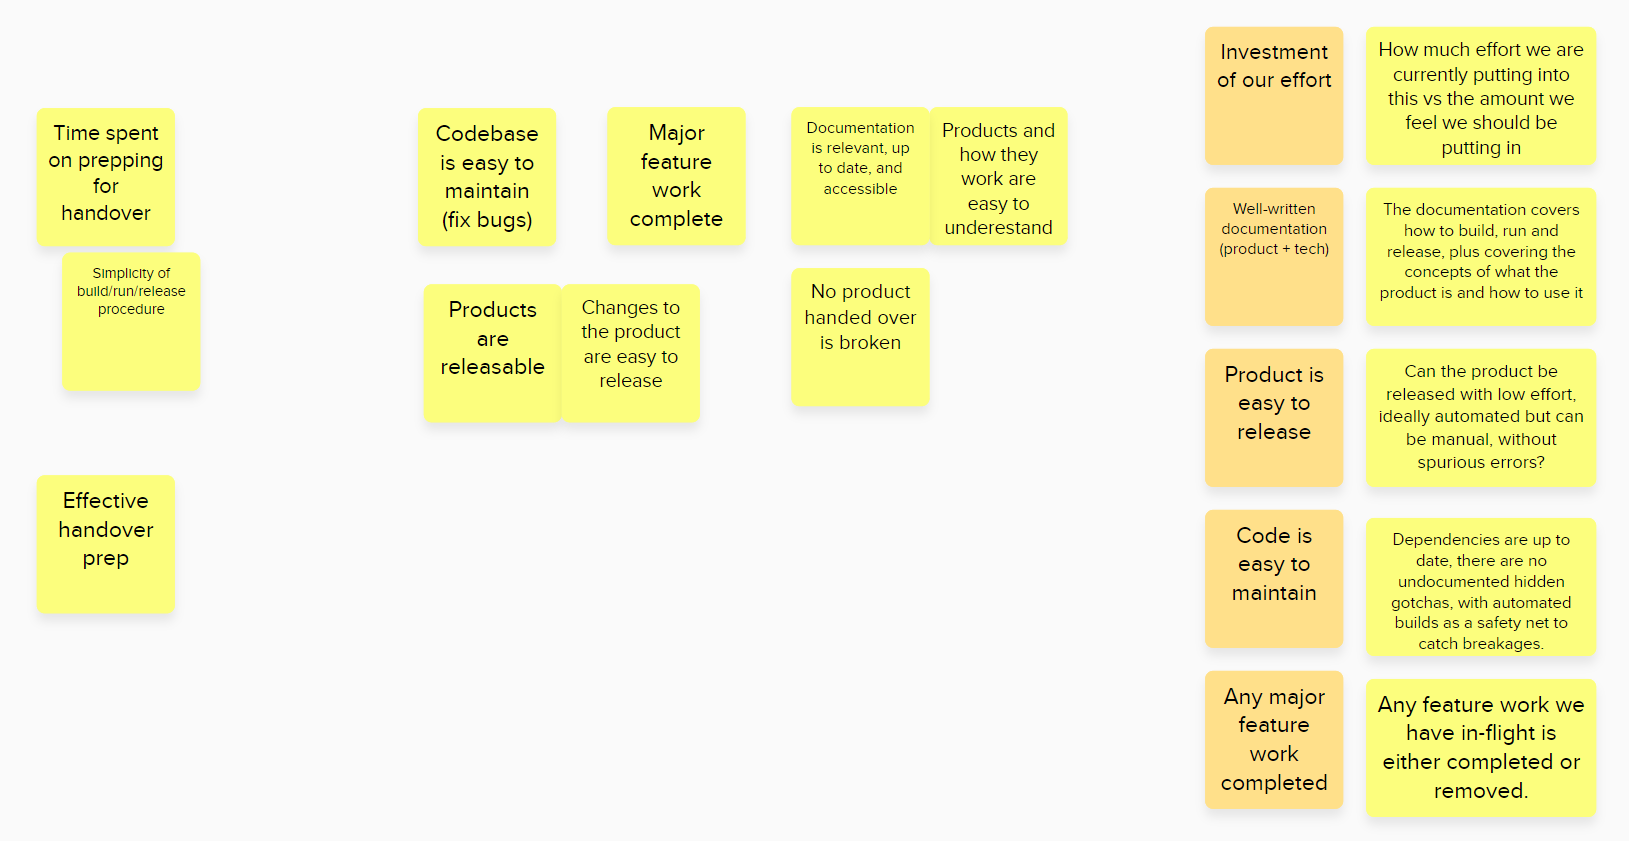 Time spent
on prepping
for
handover
Simplicity of
build/run/release
procedure
Effective
handover
prep
Codebase
is easy to
maintain
(fix bugs)
Major
feature
work
complete
Documentation
is relevant, up
to date, and
accessible
Products and
how they
work are
easy to
underestand
Products
are
releasable
Changes to
the product
are easy to
release
No product
handed over
is broken
Investment
of our effort
How much effort we are
currently putting into
this vs the amount we
feel we should be
putting in
Well-written
documentation
(product + tech)
The documentation covers
how to build, run and
release, plus covering the
concepts of what the
product is and how to use it
Product is
easy to
release
Can the product be
released with low effort,
ideally automated but can
be manual, without
spurious errors?
Code is
easy to
maintain
Dependencies are up to
date, there are no
undocumented hidden
gotchas, with automated
builds as a safety net to
catch breakages.
Any major
feature
work
completed
Any feature work we
have in-flight is
either completed or
removed.